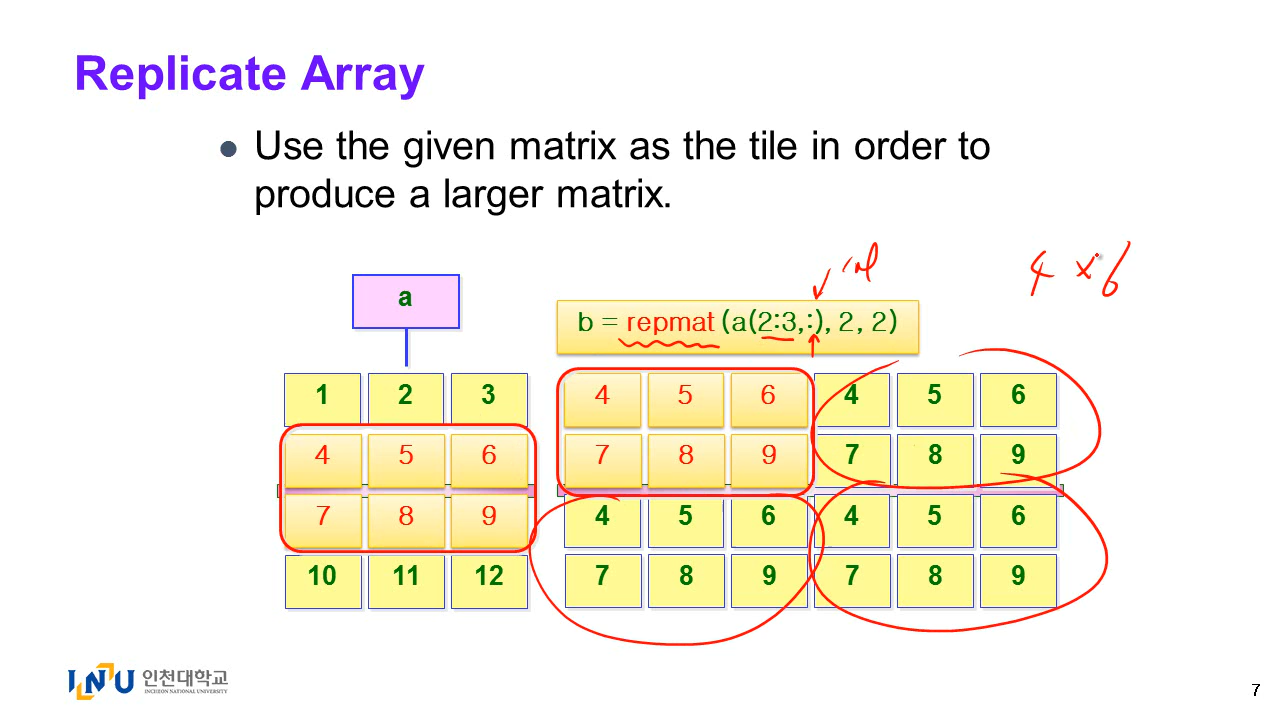 Replicate Array
● Use the given matrix as the tile in order to
produce a larger matrix.
4 x 6
a
b = repmat (a(2:3,:), 2, 2)
1 2 3
4 5 6
7 8 9
10 11 12
4 5 6 4 5 6
7 8 9 7 8 9
4 5 6 4 5 6
7 8 9 7 8 9
INU 인천대학교
INCHEON NATIONAL UNIVERSITY
7